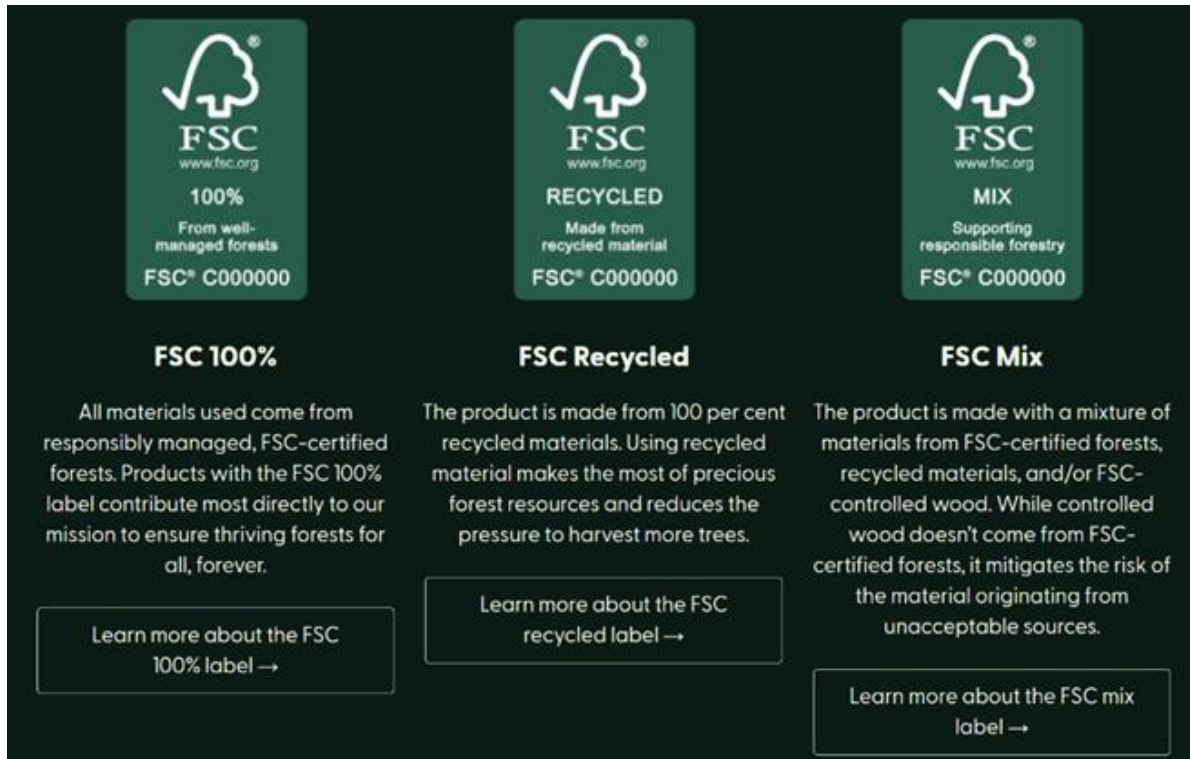 ®
FSC
www.fsc.org
100%
From well-
managed forests
FSC® C000000
FSC 100%
All materials used come from
responsibly managed, FSC-certified
forests. Products with the FSC 100%
label contribute most directly to our
mission to ensure thriving forests for
all, forever.
Learn more about the FSC
100% label →
®
FSC
www.fsc.org
RECYCLED
Made from
recycled material
FSC® C000000
FSC Recycled
The product is made from 100 per cent
recycled materials. Using recycled
material makes the most of precious
forest resources and reduces the
pressure to harvest more trees.
Learn more about the FSC
recycled label →
®
FSC
www.fsc.org
MIX
Supporting
responsible forestry
FSC® C000000
FSC Mix
The product is made with a mixture of
materials from FSC-certified forests,
recycled materials, and/or FSC-
controlled wood. While controlled
wood doesn't come from FSC-
certified forests, it mitigates the risk of
the material originating from
unacceptable sources.
Learn more about the FSC mix
label →